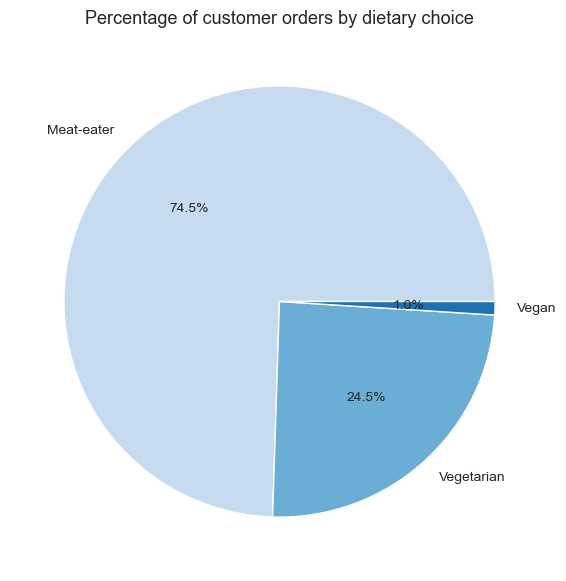 Percentage of customer orders by dietary choice
Meat-eater
74.5%
1.0%
Vegan
24.5%
Vegetarian